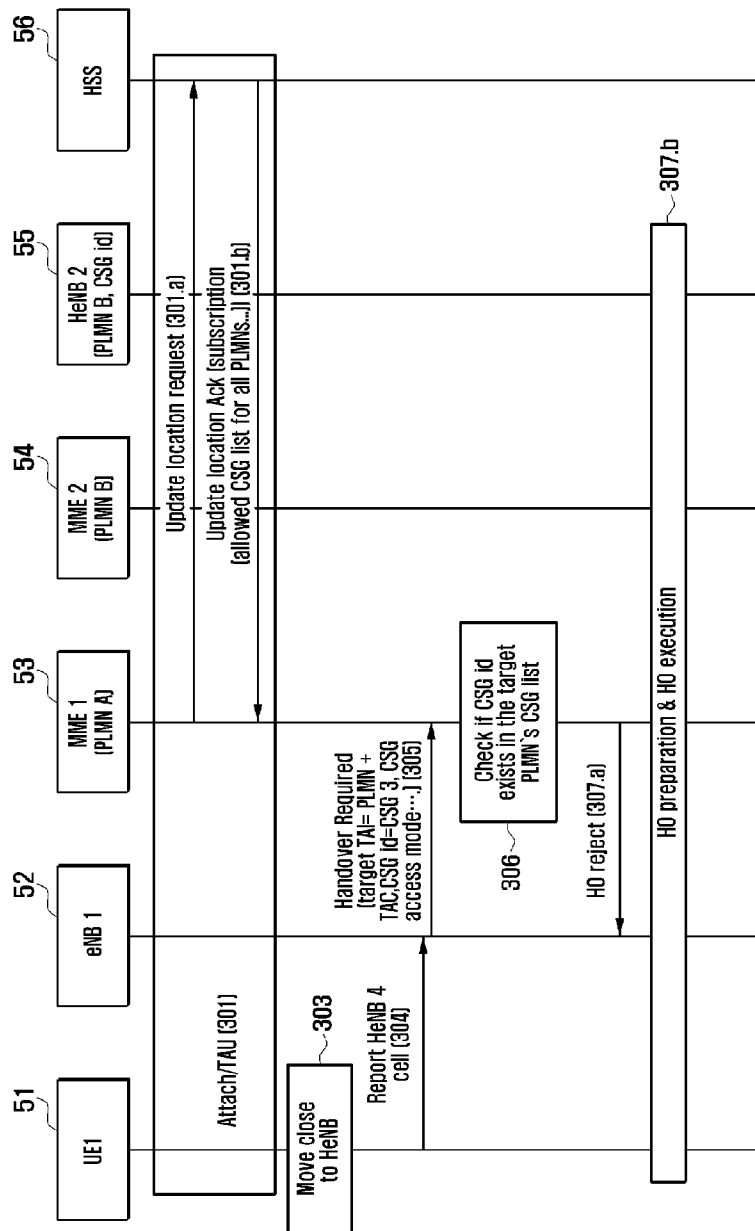 51
UE1
52
eNB 1
53
MME 1
(PLMN A)
54
MME 2
(PLMN B)
55
HeNB 2
(PLMN B, CSG id)
56
HSS
Attach/TAU (301)
Update location request (301.a)
Update location Ack (subscription
(allowed CSG list for all PLMNs...)) (301.b)
Move close
to HeNB
303
Report HeNB 4
cell (304)
Handover Required
(target TAI= PLMN +
TAC,CSG id=CSG 3, CSG
access mode...) (305)
Check if CSG id
exists in the target
PLMN`s CSG list
306
HO reject (307.a)
HO preparation & HO execution
307.b